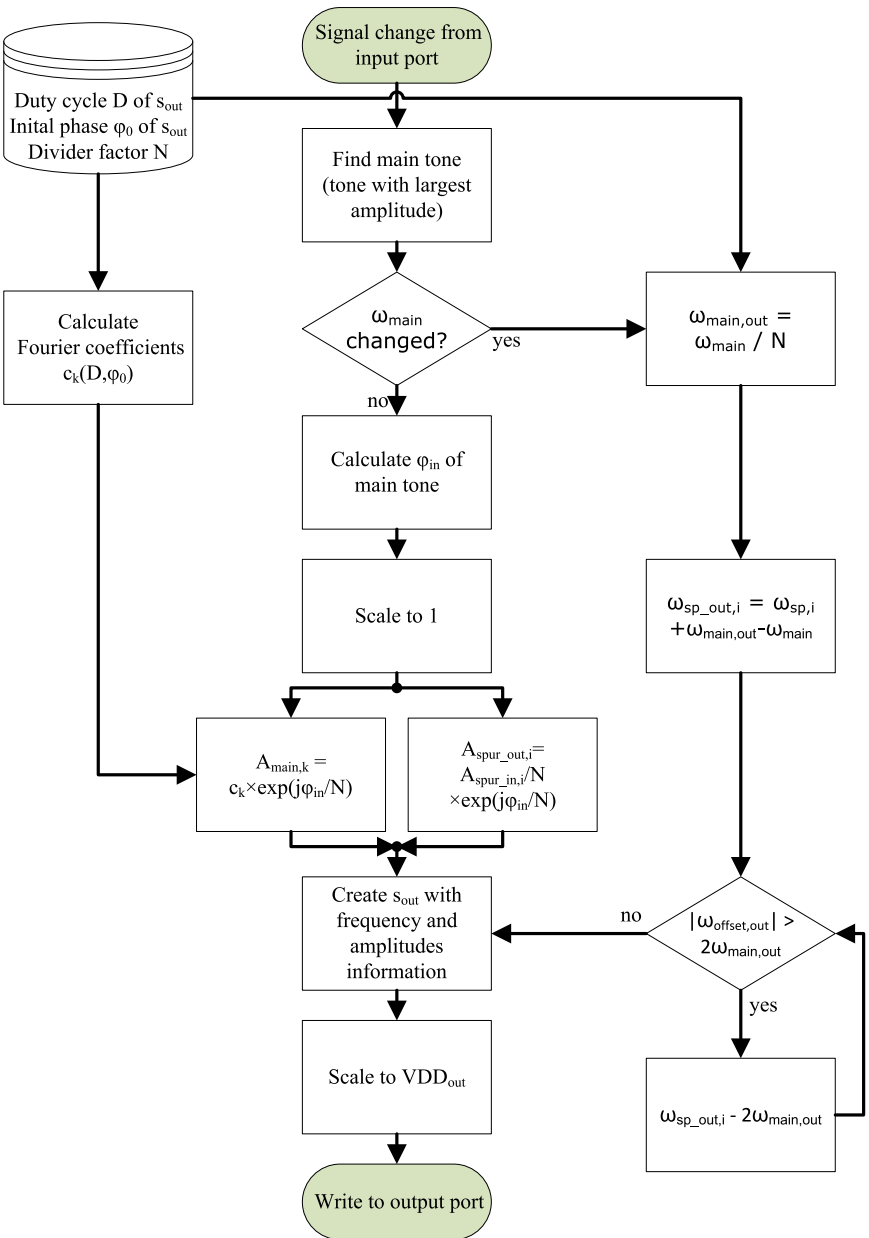 Signal change from
input port
Duty cycle D of sout
Inital phase φ0 of sout
Divider factor N
Find main tone
(tone with largest
amplitude)
Calculate
Fourier coefficients
ck(D,φ0)
ωmain
changed?
yes
no
ωmain,out =
ωmain / N
Calculate φin of
main tone
Scale to 1
ωsp_out,i = ωsp,i
+ωmain,out-ωmain
Amain,k =
ck×exp(jφin/N)
Aspur_out,i=
Aspur_in,i/N
×exp(jφin/N)
Create sout with
frequency and
amplitudes
information
no
|ωoffset,out| >
2ωmain,out
yes
Scale to VDDout
ωsp_out,i - 2ωmain,out
Write to output port